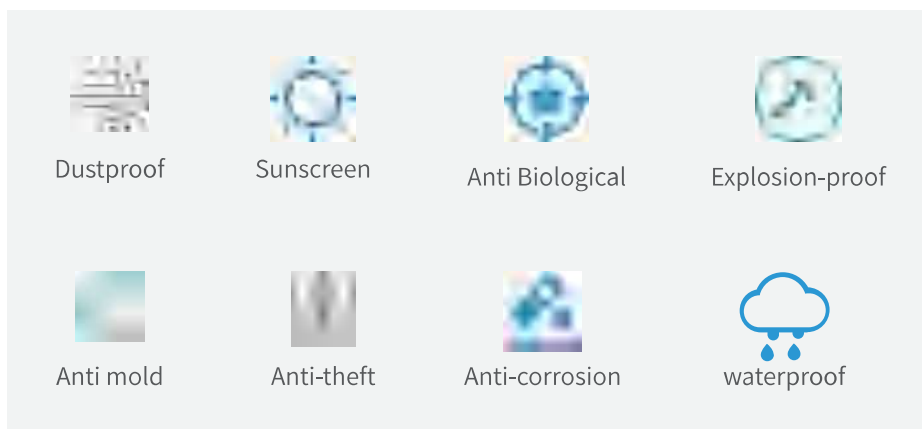 Dustproof
Sunscreen
Anti Biological
Explosion-proof
Anti mold
Anti-theft
Anti-corrosion
waterproof